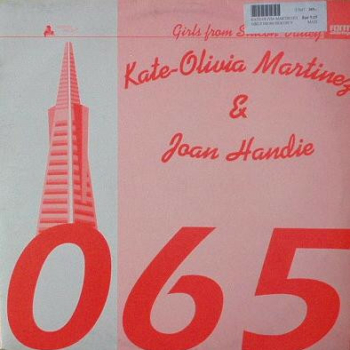 Girls from Silicon Valley
Kate-Olivia Martinez
&
Joan Handie
065